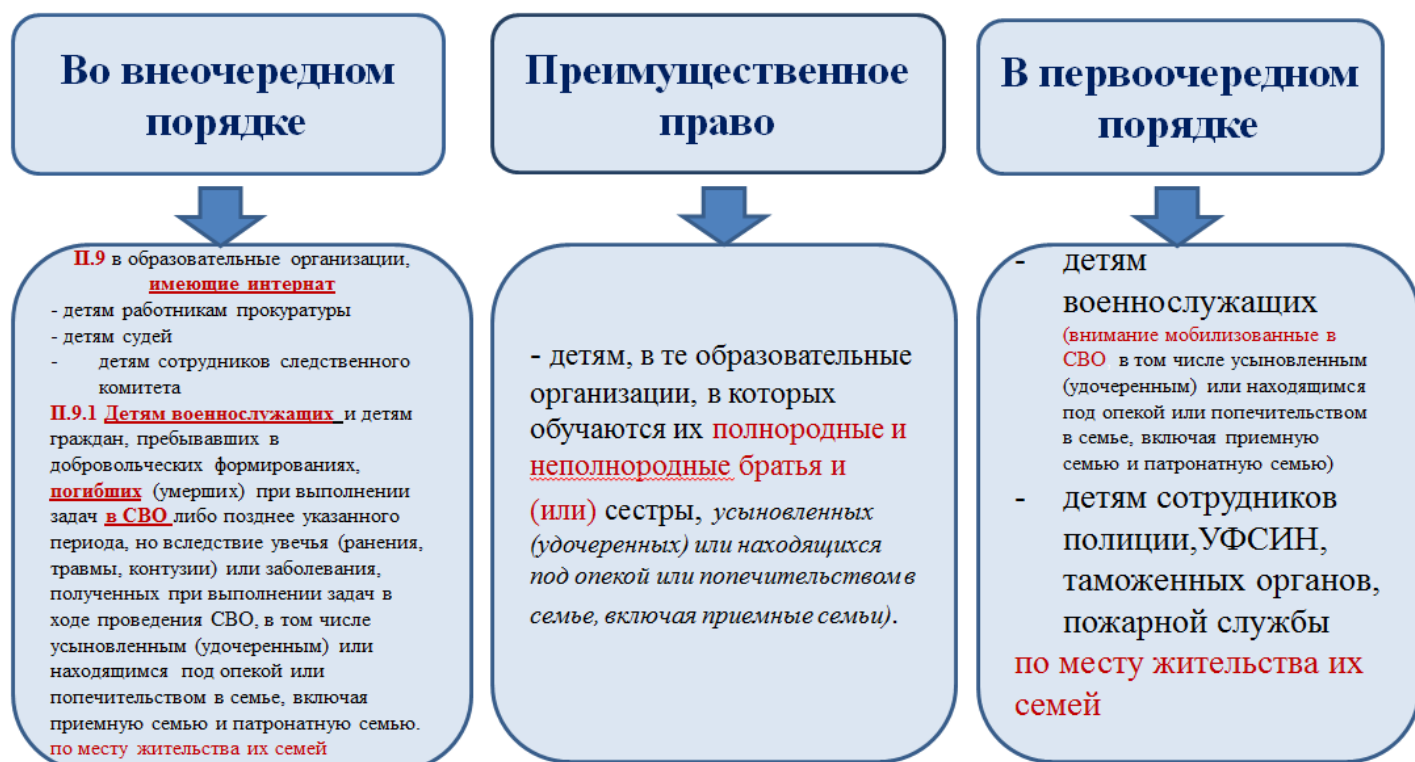 Во внеочередном
порядке
П.9 в образовательные организации,
имеющие интернат
- детям работникам прокуратуры
- детям судей
- детям сотрудников следственного
комитета
П.9.1 Детям военнослужащих и детям
граждан, пребывавших в
добровольческих формированиях,
погибших (умерших) при выполнении
задач в СВО либо позднее указанного
периода, но вследствие увечья (ранения,
травмы, контузии) или заболевания,
полученных при выполнении задач в
ходе проведения СВО, в том числе
усыновленным (удочеренным) или
находящимся под опекой или
попечительством в семье, включая
приемную семью и патронатную семью.
по месту жительства их семей
Преимущественное
право
- детям, в те образовательные
организации, в которых
обучаются их полнородные и
неполнородные братья и
(или) сестры, усыновленных
(удочеренных) или находящихся
под опекой или попечительством в
семье, включая приемные семьи).
В первоочередном
порядке
- детям
военнослужащих
(внимание мобилизованные в
СВО, в том числе усыновленным
(удочеренным) или находящимся
под опекой или попечительством
в семье, включая приемную
семью и патронатную семью)
- детям сотрудников
полиции,УФСИН,
таможенных органов,
пожарной службы
по месту жительства их
семей